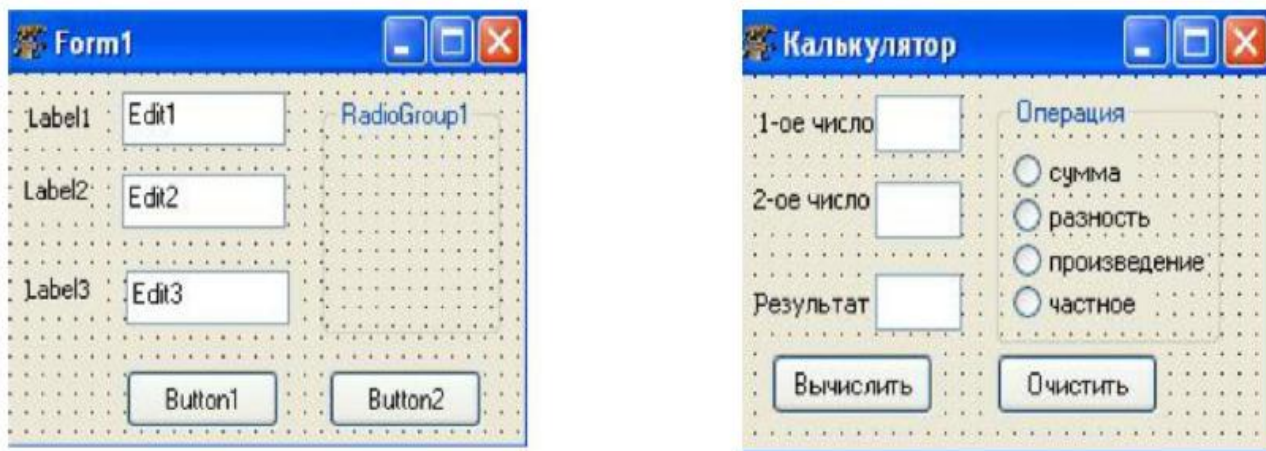 Form1
Label1 Edit1 RadioGroup1
Label2 Edit2
Label3 Edit3
Button1 Button2
Калькулятор
1-ое число Операция
сумма
2-ое число разность
произведение
Результат частное
Вычислить Очистить